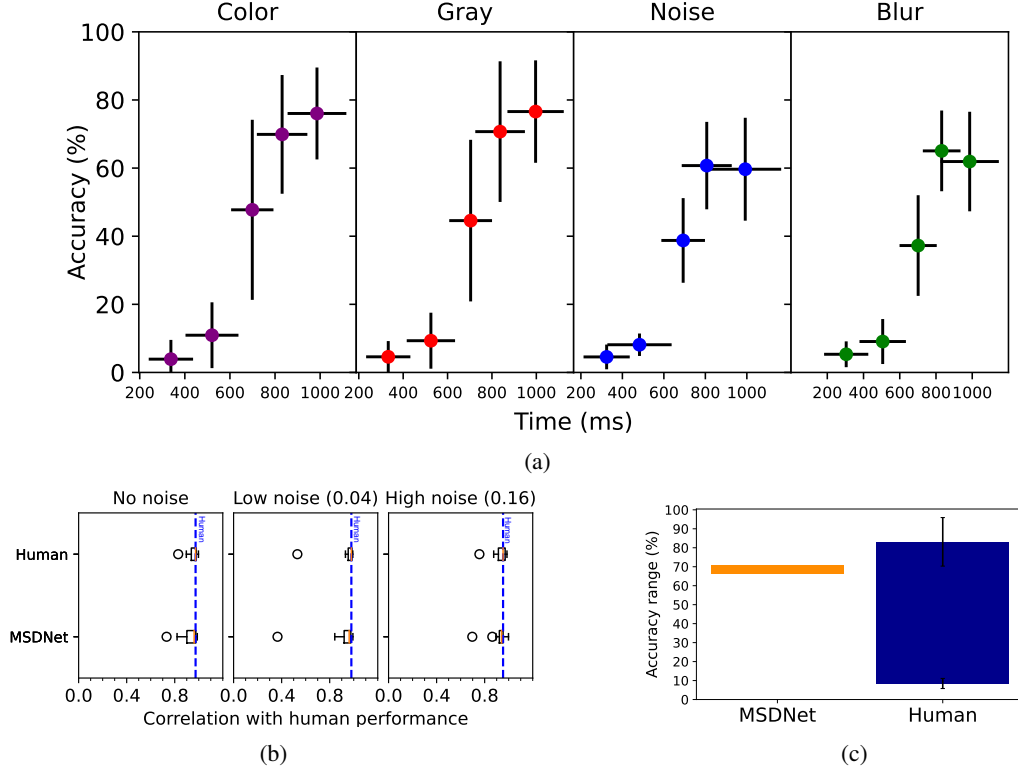 Color Gray Noise Blur
100
80
60
40
20
0
Accuracy (%)
200 400 600 800 1000 200 400 600 800 1000 200 400 600 800 1000 200 400 600 800 1000
Time (ms)
(a)
No noise Low noise (0.04) High noise (0.16)
Human
MSDNet
Human Human Human
0.0 0.4 0.8 0.0 0.4 0.8 0.0 0.4 0.8
Correlation with human performance
(b)
100
90
80
70
60
50
40
30
20
10
0
Accuracy range (%)
MSDNet Human
(c)